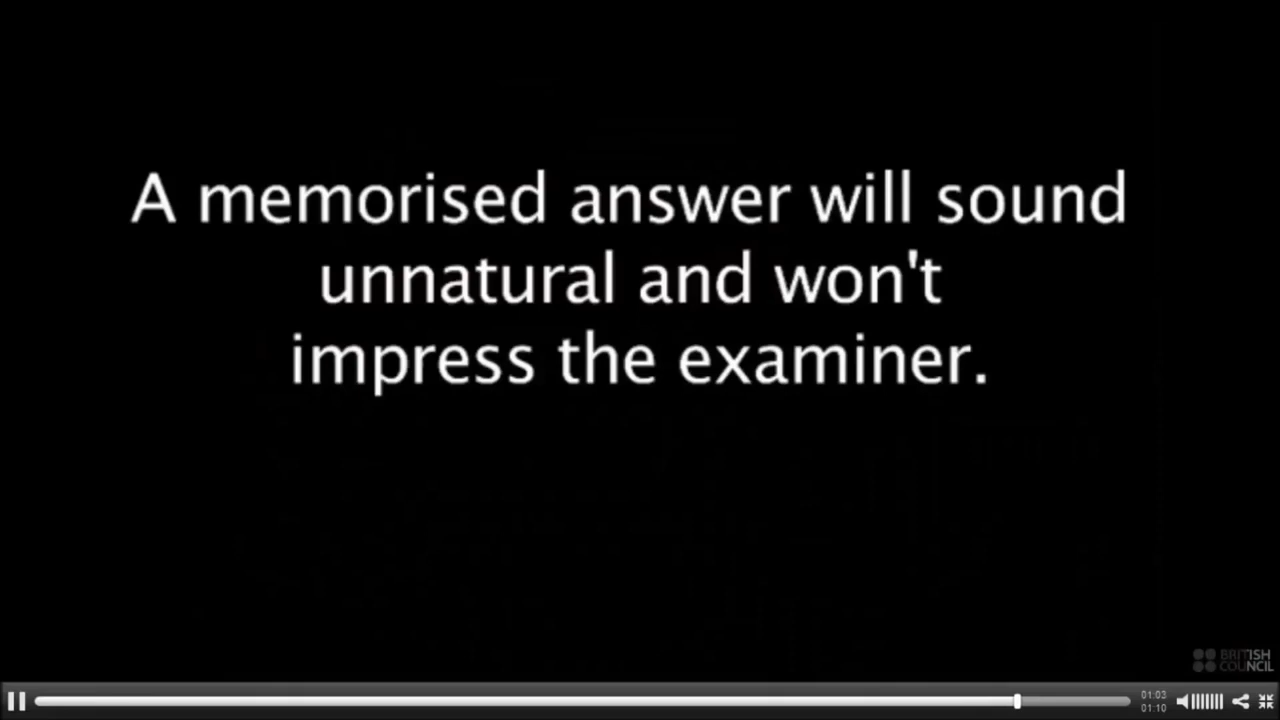 A memorised answer will sound
unnatural and won't
impress the examiner.
BRITISH
COUNCIL
01:03
01:10